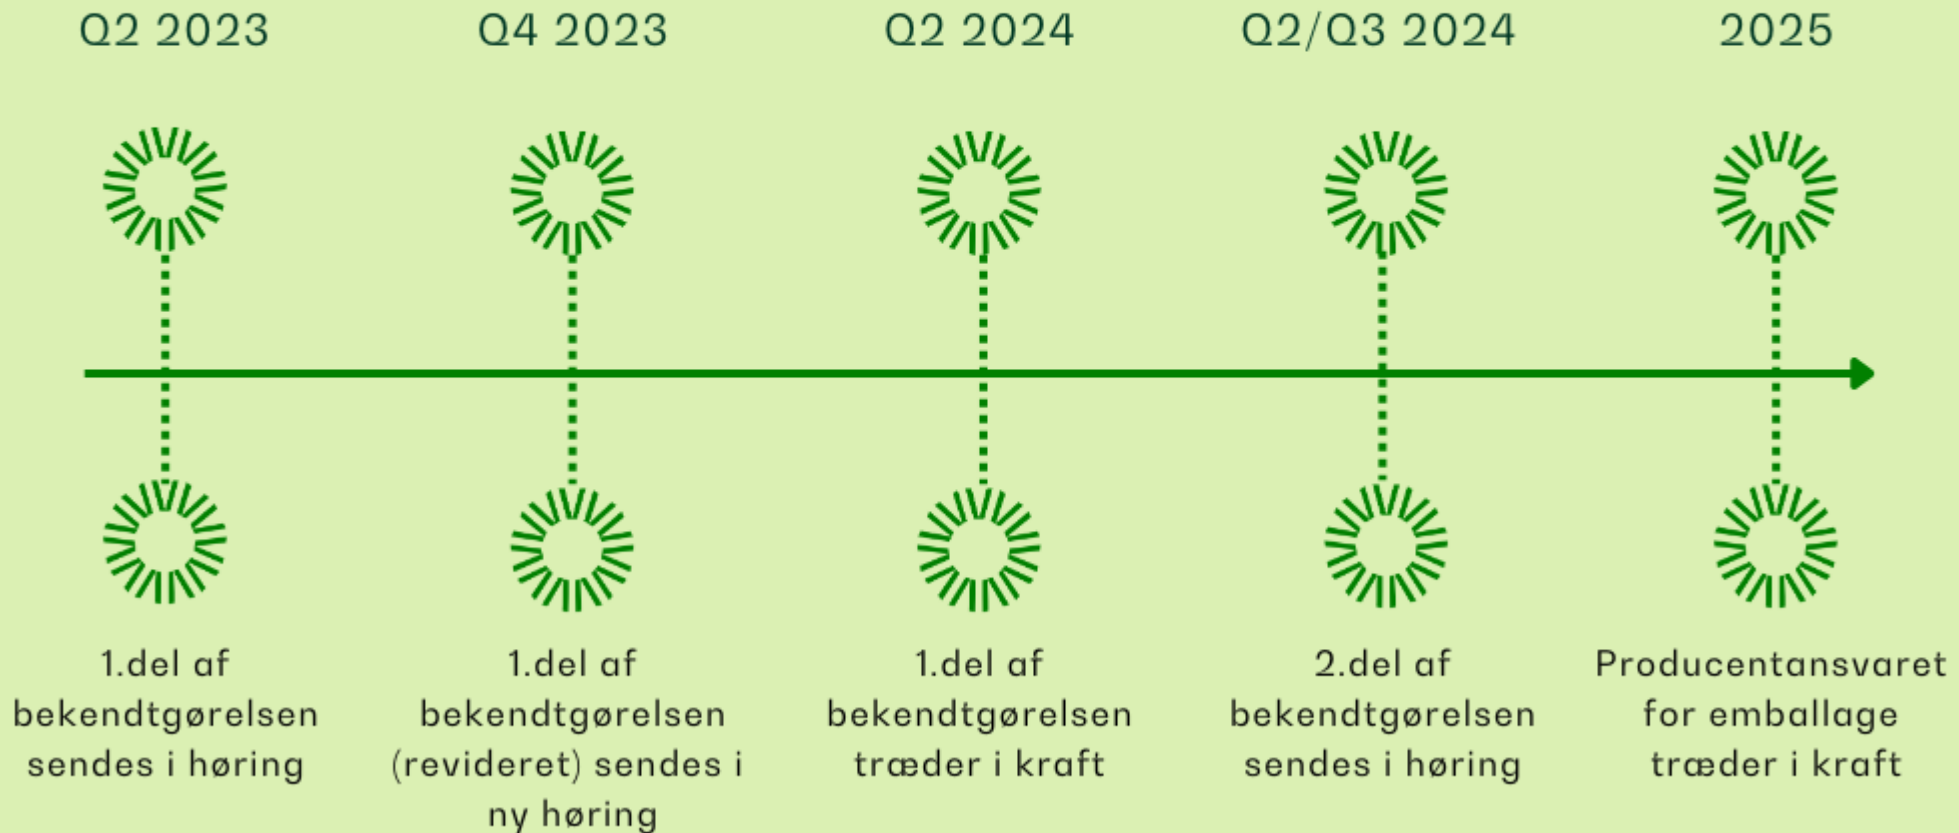 Q2 2023
Q4 2023
Q2 2024
Q2/Q3 2024
2025
1.del af
bekendtgørelsen
sendes i høring
1.del af
bekendtgørelsen
(revideret) sendes i
ny høring
1.del af
bekendtgørelsen
træder i kraft
2.del af
bekendtgørelsen
sendes i høring
Producentansvaret
for emballage
træder i kraft